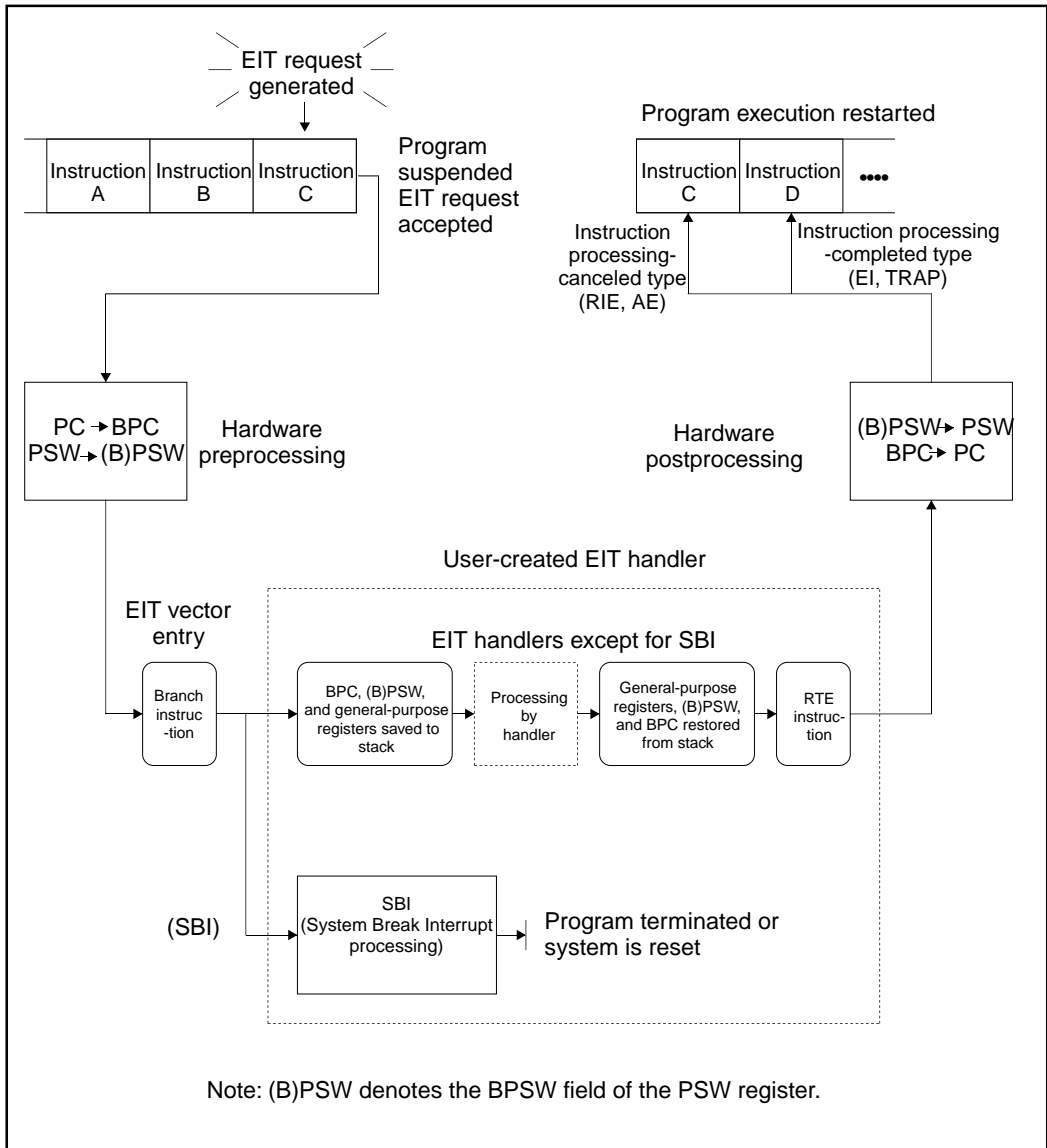 EIT request
generated
Instruction
A
Instruction
B
Instruction
C
Program
suspended
EIT request
accepted
Program execution restarted
Instruction
C
Instruction
D
••••
Instruction
processing-
canceled type
(RIE, AE)
Instruction processing
-completed type
(EI, TRAP)
PC → BPC
PSW → (B)PSW
Hardware
preprocessing
Hardware
postprocessing
(B)PSW → PSW
BPC → PC
User-created EIT handler
EIT vector
entry
EIT handlers except for SBI
Branch
instruc-
-tion
BPC, (B)PSW,
and general-purpose
registers saved to
stack
Processing
by
handler
General-purpose
registers, (B)PSW,
and BPC restored
from stack
RTE
instruc-
tion
(SBI)
SBI
(System Break Interrupt
processing)
Program terminated or
system is reset
Note: (B)PSW denotes the BPSW field of the PSW register.